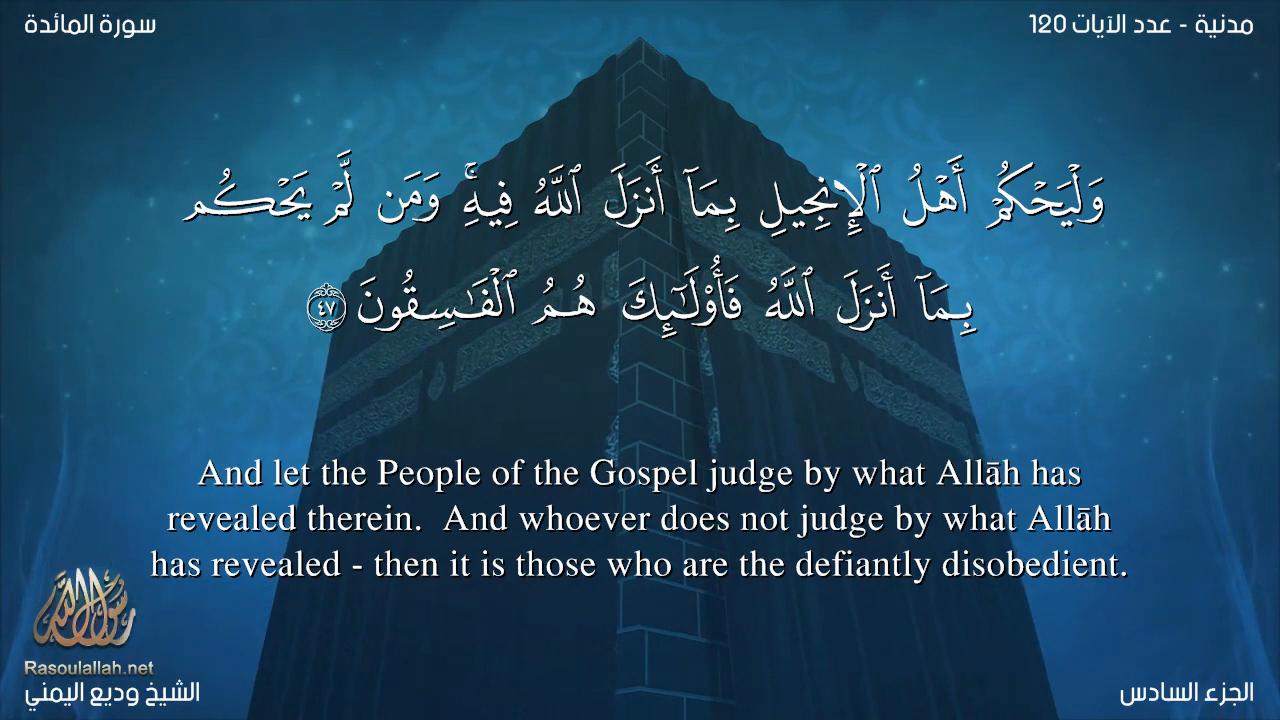 سورة المائدة
مدنية - عدد الآيات 120
وَلْيَحْكُمْ أَهْلُ ٱلْإِنجِيلِ بِمَآ أَنزَلَ ٱللَّهُ فِيهِ ۚ وَمَن لَّمْ يَحْكُم
بِمَآ أَنزَلَ ٱللَّهُ فَأُو۟لَـٰٓئِكَ هُمُ ٱلْفَـٰسِقُونَ ٤٧
And let the People of the Gospel judge by what Allāh has
revealed therein.  And whoever does not judge by what Allāh
has revealed - then it is those who are the defiantly disobedient.
رسول الله
Rasoulallah.net
الشيخ وديع اليمني
الجزء السادس